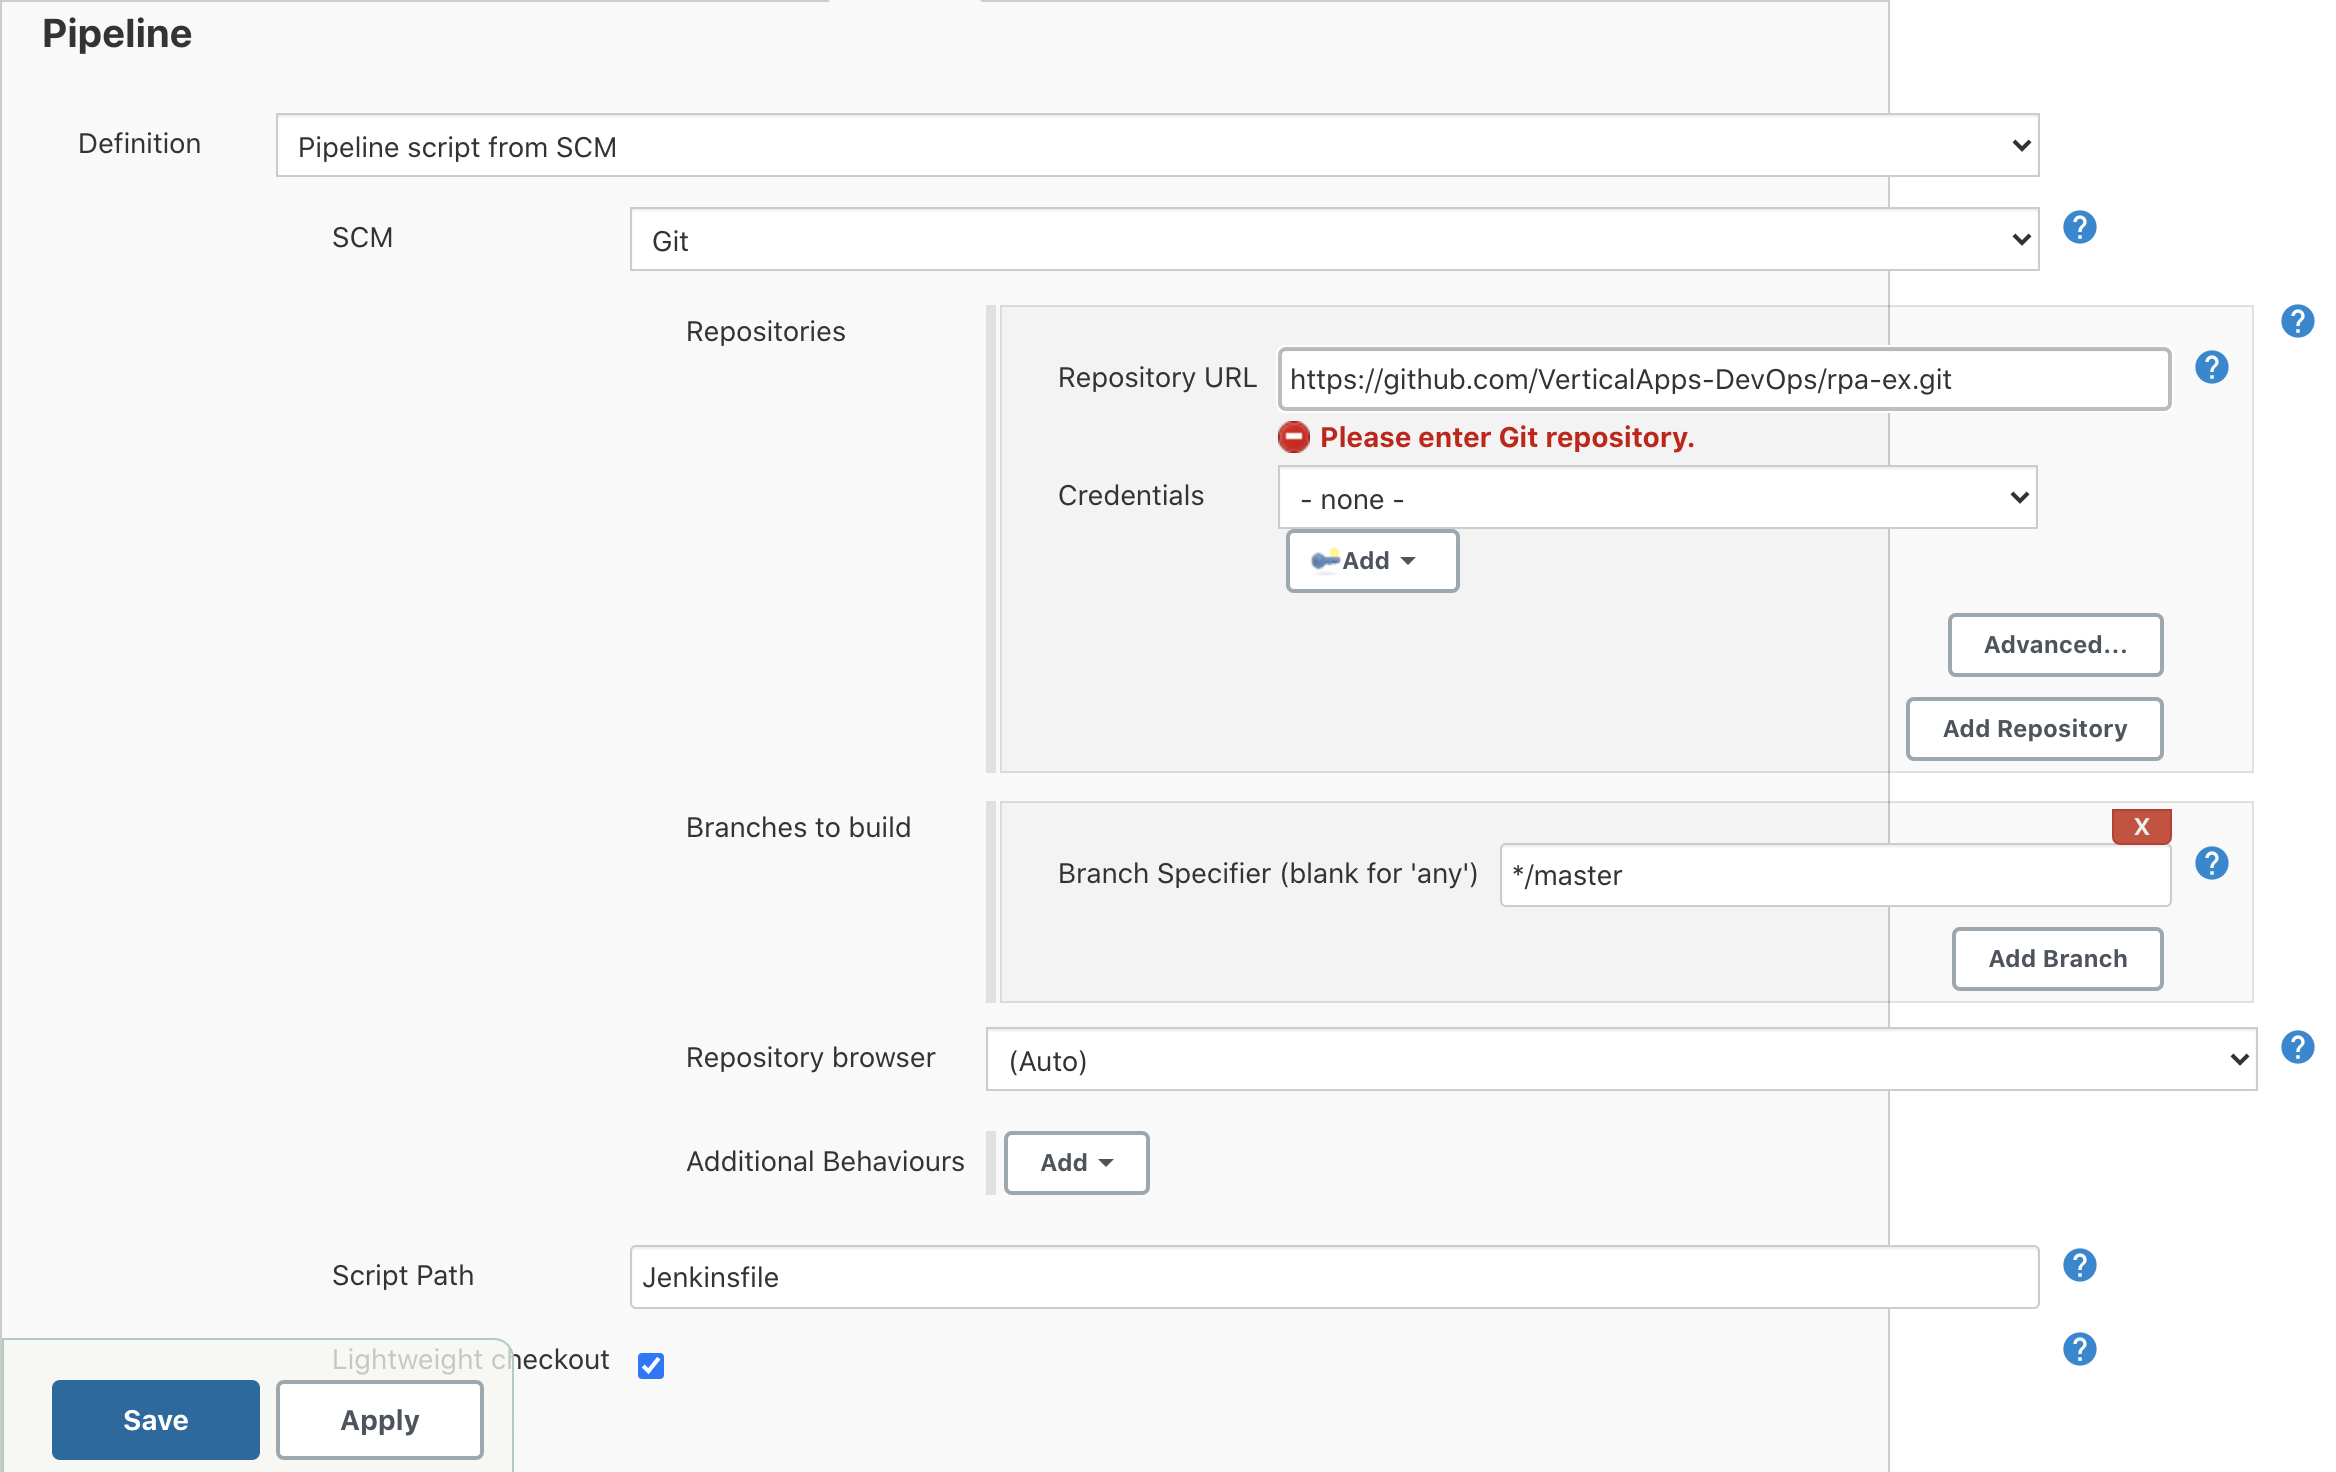 Pipeline
Definition
Pipeline script from SCM
SCM
Git
?
Repositories
?
Repository URL
https://github.com/VerticalApps-DevOps/rpa-ex.git
?
Please enter Git repository.
Credentials
- none -
Add
Advanced...
Add Repository
Branches to build
X
Branch Specifier (blank for 'any')
*/master
?
Add Branch
Repository browser
(Auto)
?
Additional Behaviours
Add
Script Path
Jenkinsfile
?
Lightweight checkout
?
Save
Apply